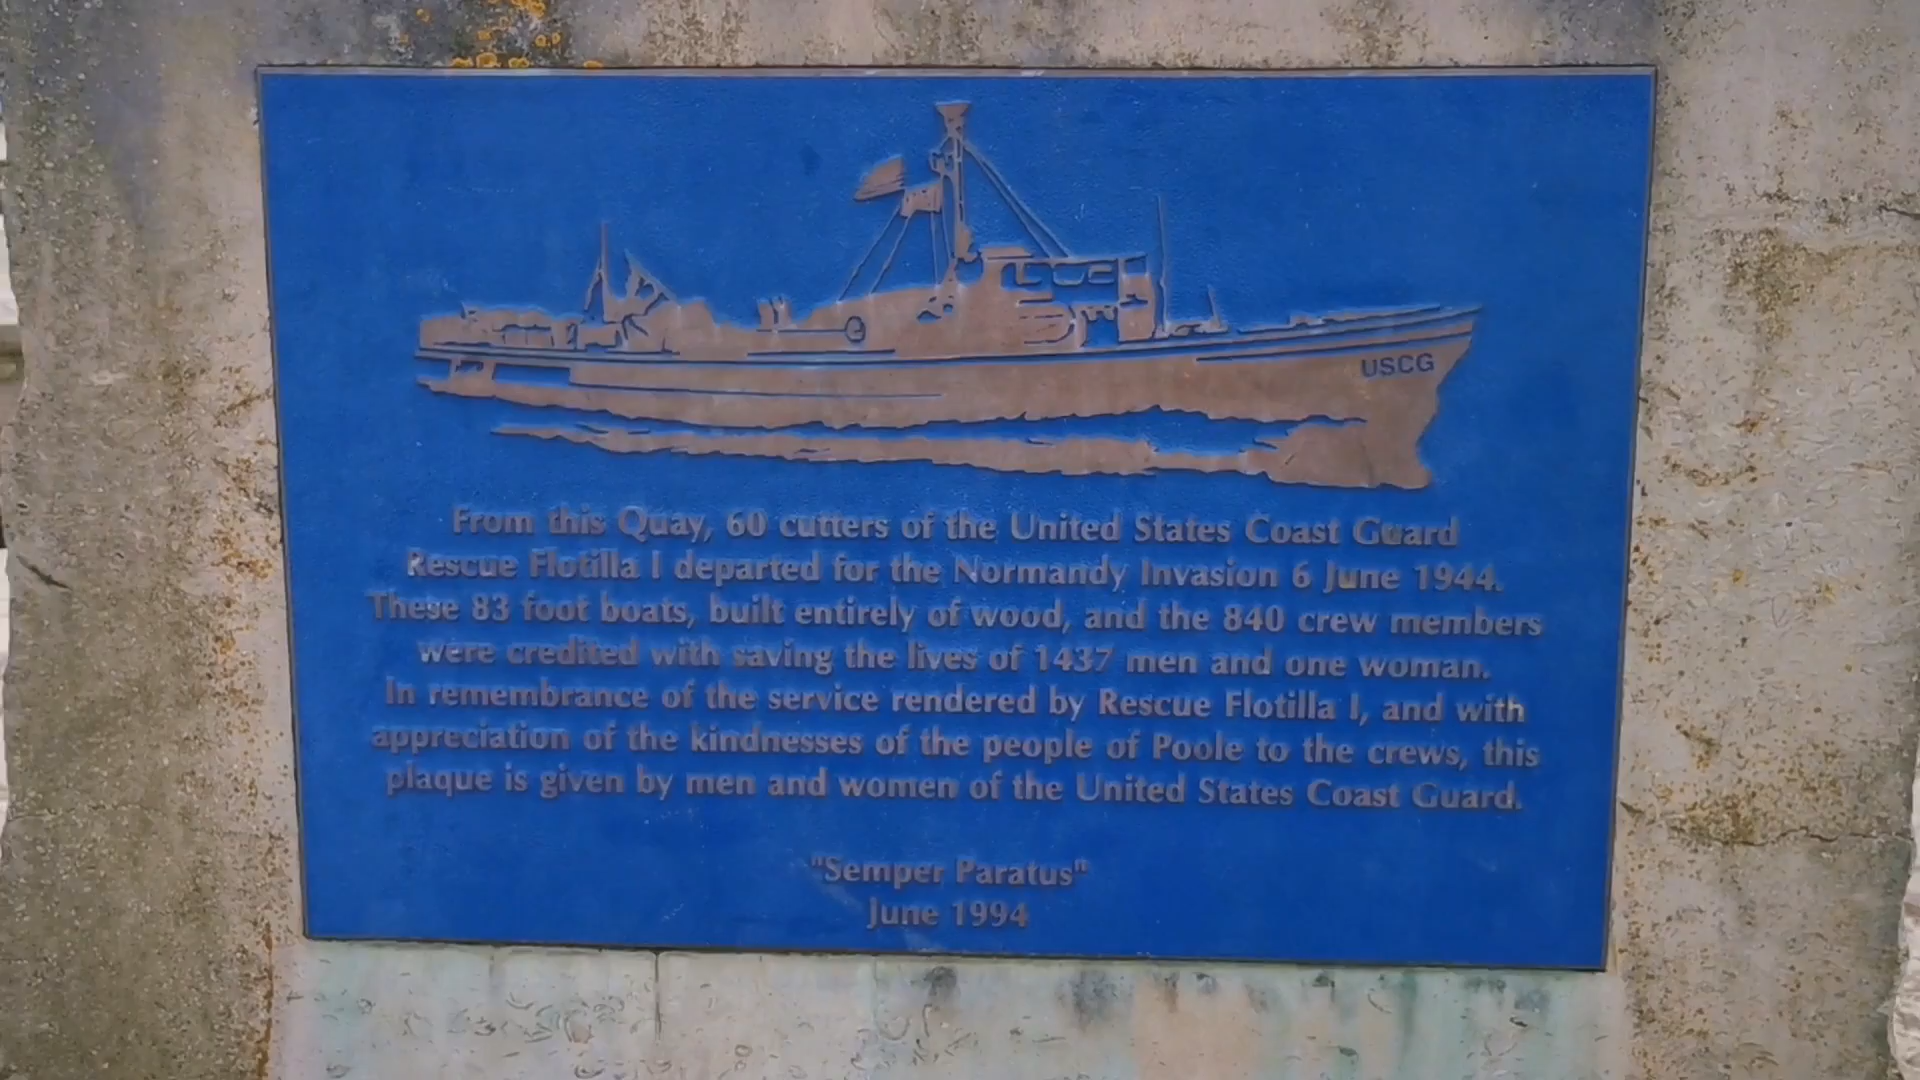 USCG
From this Quay, 60 cutters of the United States Coast Guard
Rescue Flotilla I departed for the Normandy Invasion 6 June 1944.
These 83 foot boats, built entirely of wood, and the 840 crew members
were credited with saving the lives of 1437 men and one woman.
In remembrance of the service rendered by Rescue Flotilla I, and with
appreciation of the kindnesses of the people of Poole to the crews, this
plaque is given by men and women of the United States Coast Guard.
"Semper Paratus"
June 1994